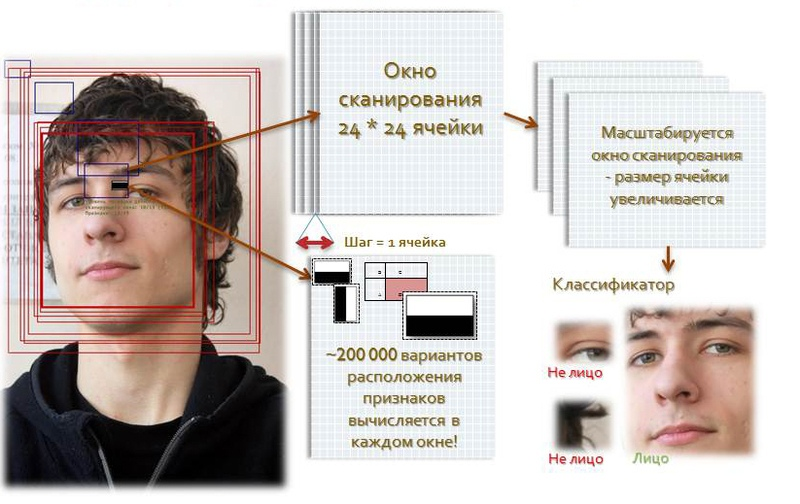 Окно
сканирования
24 * 24 ячейки
Масштабируется
окно сканирования
- размер ячейки
увеличивается
Шаг = 1 ячейка
Классификатор
~200 000 вариантов
расположения
признаков
вычисляется в
каждом окне!
Не лицо
Не лицо
Лицо